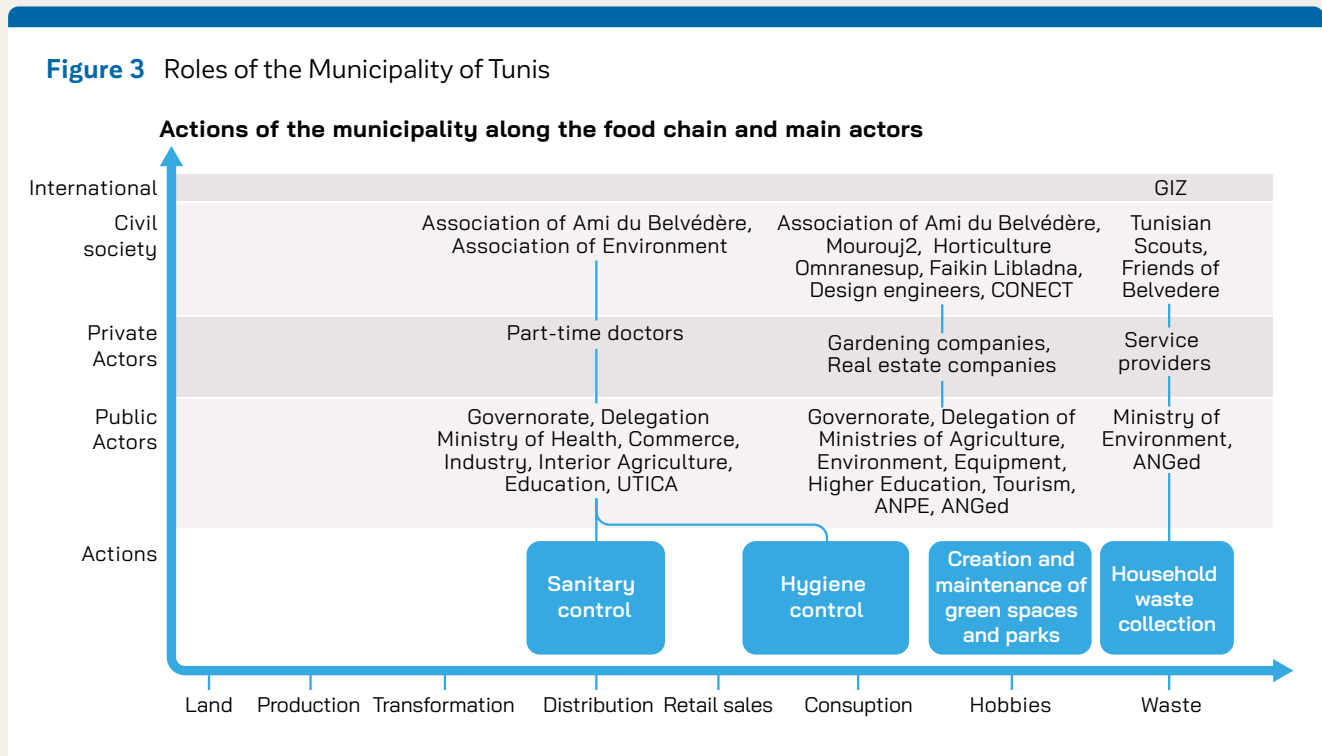 Figure 3 Roles of the Municipality of Tunis
Actions of the municipality along the food chain and main actors
International
GIZ
Civil
society
Association of Ami du Belvédère,
Association of Environment
Association of Ami du Belvédère,
Mourouj2, Horticulture
Omnranesup, Faikin Libladna,
Design engineers, CONECT
Tunisian
Scouts,
Friends of
Belvedere
Private
Actors
Part-time doctors
Gardening companies,
Real estate companies
Service
providers
Public
Actors
Governorate, Delegation
Ministry of Health, Commerce,
Industry, Interior Agriculture,
Education, UTICA
Governorate, Delegation of
Ministries of Agriculture,
Environment, Equipment,
Higher Education, Tourism,
ANPE, ANGed
Ministry of
Environment,
ANGed
Actions
Sanitary
control
Hygiene
control
Creation and
maintenance of
green spaces
and parks
Household
waste
collection
Land Production Transformation Distribution Retail sales Consuption Hobbies Waste